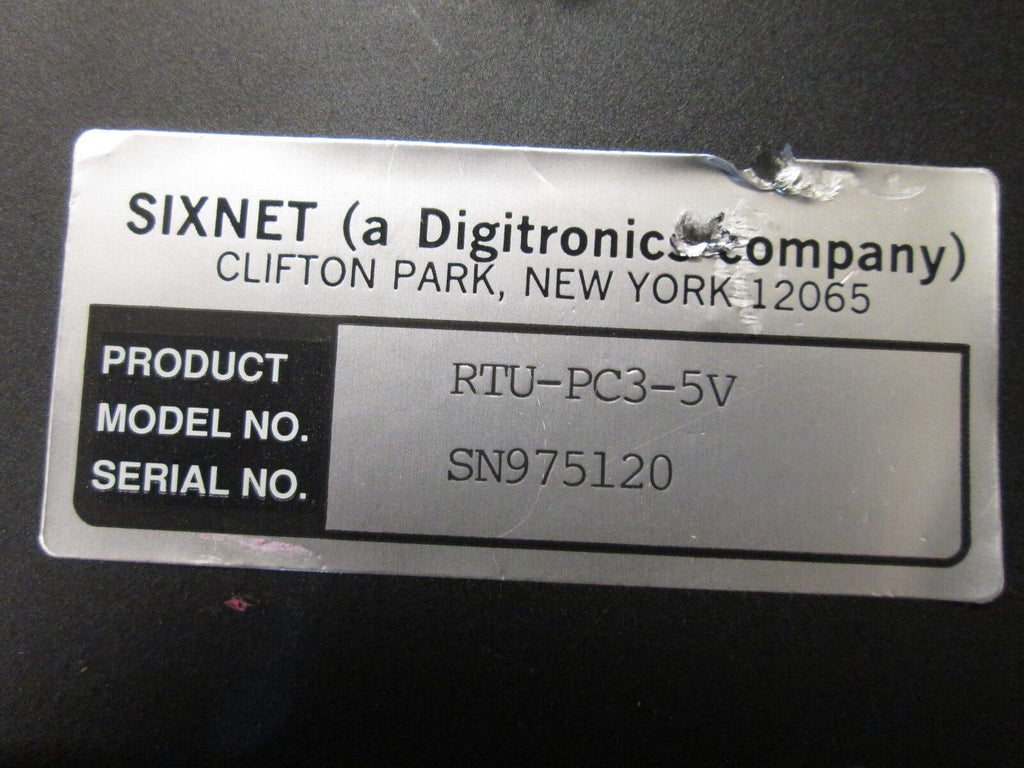 SIXNET (a Digitronics company)
CLIFTON PARK, NEW YORK 12065
PRODUCT RTU-PC3-5V
MODEL NO.
SERIAL NO. SN975120